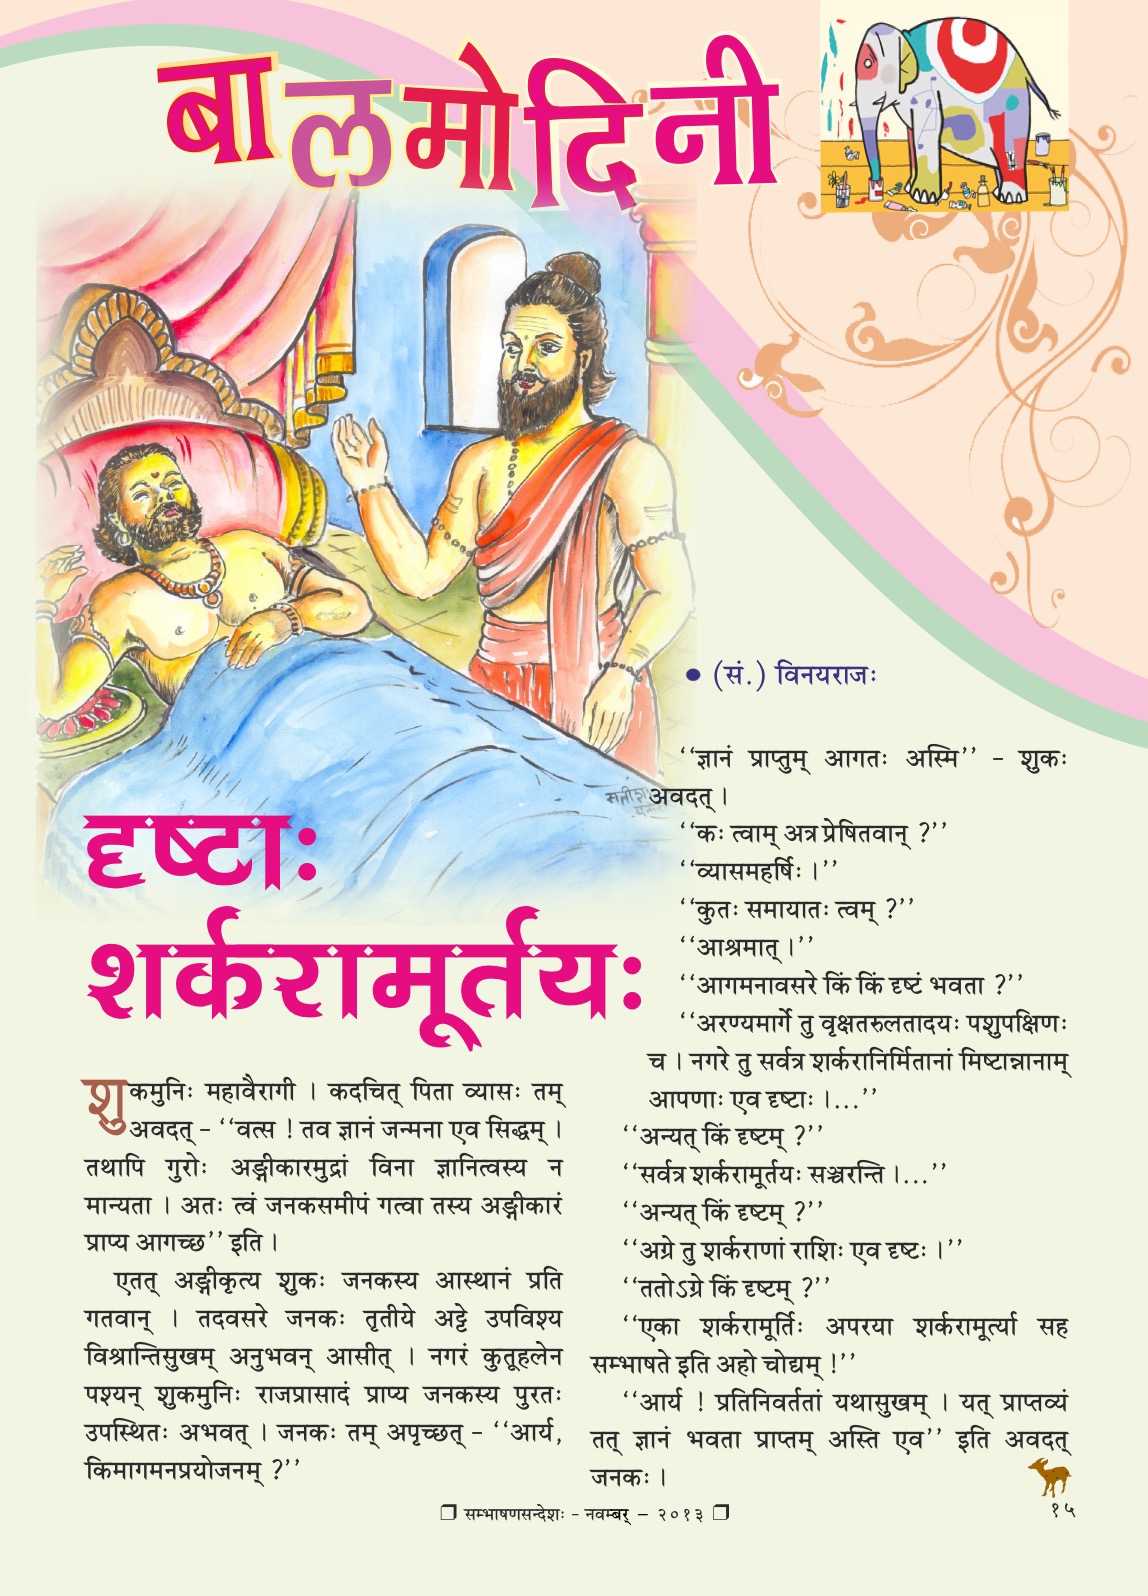 बालमोदिनी
• (सं.) विनयराजः
दृष्टाः
शर्करामूर्तयः
शुकमुनिः महावैरागी । कदचित् पिता व्यासः तम्
अवदत् – ‘‘वत्स ! तव ज्ञानं जन्मना एव सिद्धम् ।
तथापि गुरोः अङ्गीकारमुद्रां विना ज्ञानित्वस्य न
मान्यता । अतः त्वं जनकसमीपं गत्वा तस्य अङ्गीकारं
प्राप्य आगच्छ’’ इति ।
एतत् अङ्गीकृत्य शुकः जनकस्य आस्थानं प्रति
गतवान् । तदवसरे जनकः तृतीये अट्टे उपविश्य
विश्रान्तिसुखम् अनुभवन् आसीत् । नगरं कुतूहलेन
पश्यन् शुकमुनिः राजप्रासादं प्राप्य जनकस्य पुरतः
उपस्थितः अभवत् । जनकः तम् अपृच्छत् – ‘‘आर्य,
किमागमनप्रयोजनम् ?’’
‘‘ज्ञानं प्राप्तुम् आगतः अस्मि’’ – शुकः
अवदत् ।
‘‘कः त्वाम् अत्र प्रेषितवान् ?’’
‘‘व्यासमहर्षिः ।’’
‘‘कुतः समायातः त्वम् ?’’
‘‘आश्रमात् ।’’
‘‘आगमनावसरे किं किं दृष्टं भवता ?’’
‘‘अरण्यमार्गे तु वृक्षतरुलतादयः पशुपक्षिणः
च । नगरे तु सर्वत्र शर्करानिर्मितानां मिष्टान्नानाम्
आपणाः एव दृष्टाः ।...’’
‘‘अन्यत् किं दृष्टम् ?’’
‘‘सर्वत्र शर्करामूर्तयः सञ्चरन्ति ।...’’
‘‘अन्यत् किं दृष्टम् ?’’
‘‘अग्रे तु शर्कराणां राशिः एव दृष्टः ।’’
‘‘ततोऽग्रे किं दृष्टम् ?’’
‘‘एका शर्करामूर्तिः अपरया शर्करामूर्त्या सह
सम्भाषते इति अहो चोद्यम् !’’
‘‘आर्य ! प्रतिनिवर्ततां यथासुखम् । यत् प्राप्तव्यं
तत् ज्ञानं भवता प्राप्तम् अस्ति एव’’ इति अवदत्
जनकः ।
❐ सम्भाषणसन्देशः - नवम्बर् – २०१३ ❐
१५